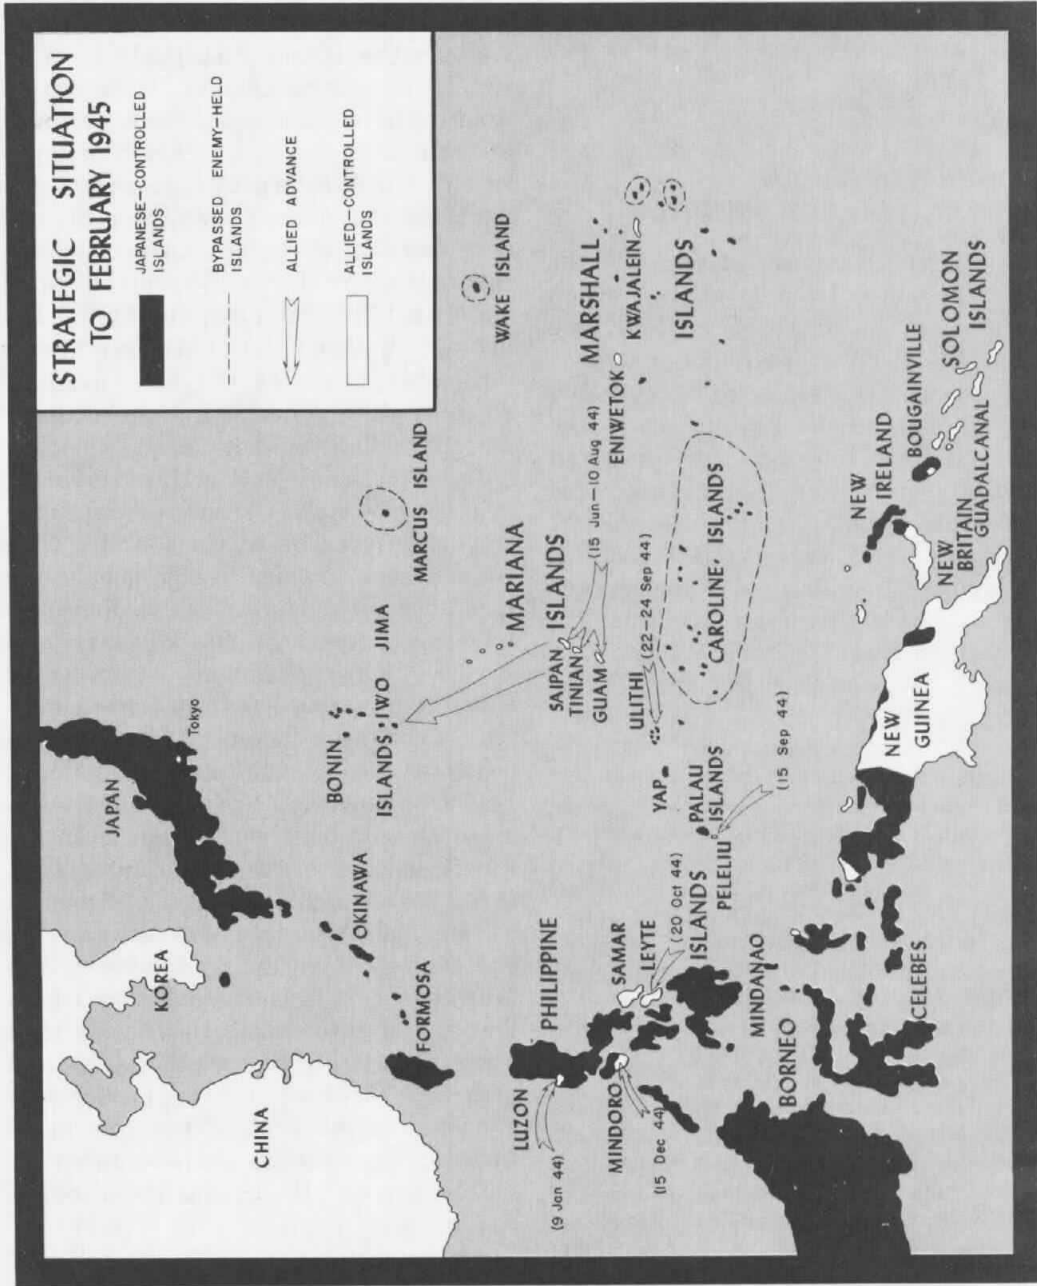 STRATEGIC SITUATION
TO FEBRUARY 1945
JAPANESE-CONTROLLED
ISLANDS
BYPASSED ENEMY-HELD
ISLANDS
ALLIED ADVANCE
ALLIED-CONTROLLED
ISLANDS
JAPAN
Tokyo
KOREA
CHINA
BONIN
ISLANDS
IWO JIMA
OKINAWA
FORMOSA
MARCUS ISLAND
WAKE ISLAND
MARIANA
ISLANDS
SAIPAN
TINIAN
GUAM
(15 Jun-10 Aug 44)
MARSHALL
ISLANDS
ENIWETOK
KWAJALEIN
ULITHI
(22-24 Sep 44)
CAROLINE ISLANDS
YAP
PALAU
ISLANDS
PELELIU
(15 Sep 44)
PHILIPPINE
ISLANDS
LUZON
(9 Jan 44)
SAMAR
LEYTE
(20 Oct 44)
MINDORO
(15 Dec 44)
MINDANAO
BORNEO
CELEBES
NEW
GUINEA
NEW
IRELAND
NEW
BRITAIN
BOUGAINVILLE
SOLOMON
ISLANDS
GUADALCANAL